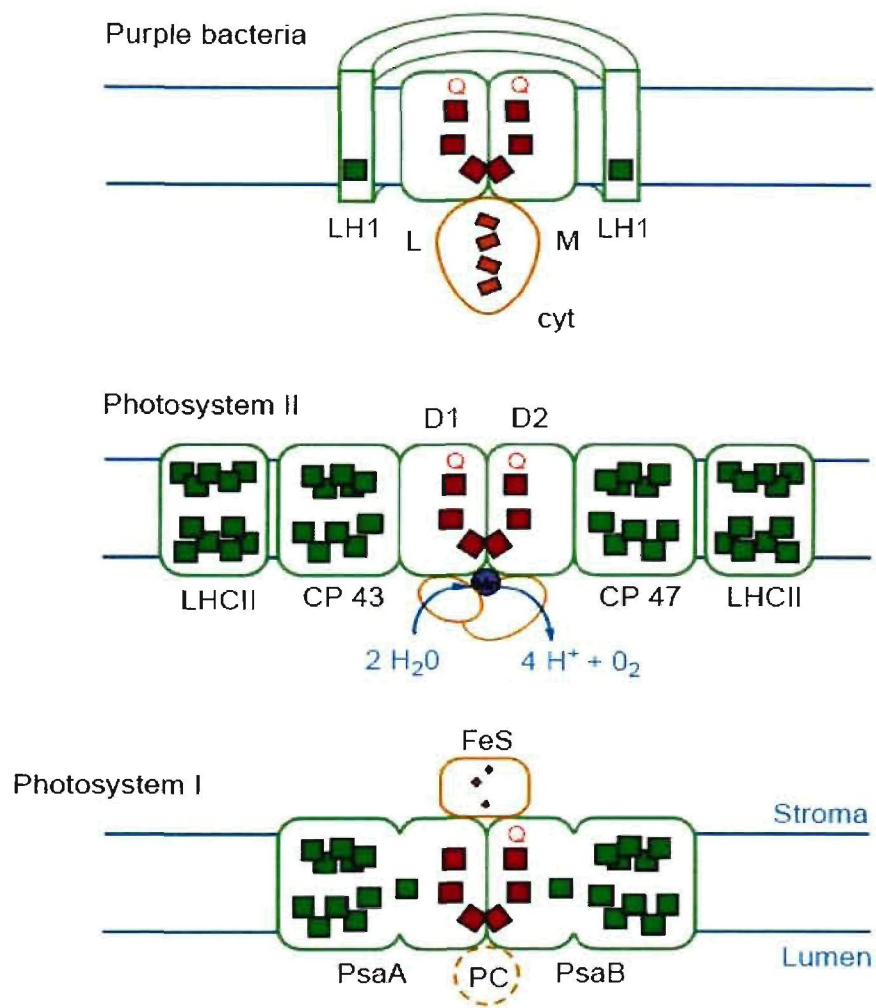 Purple bacteria
Q Q
LH1 L M LH1
cyt
Photosystem II
D1 D2
Q Q
LHCII CP 43 CP 47 LHCII
2 H₂0 4 H⁺ + 0₂
FeS
Photosystem I
Stroma
Q
Lumen
PsaA PC PsaB